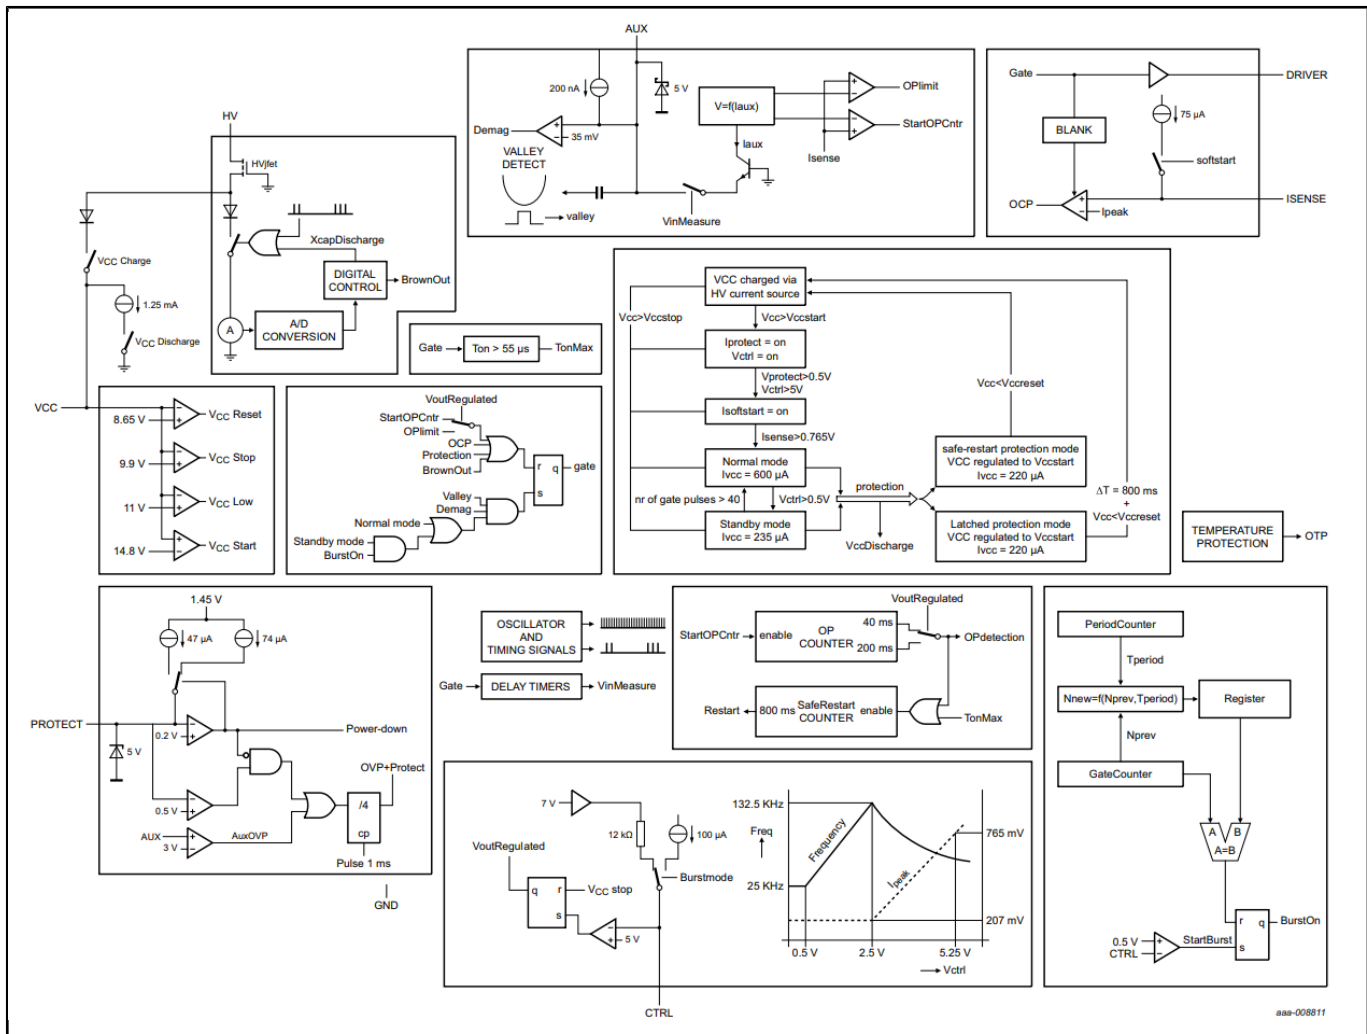 AUX
200 nA
5 V
Demag
35 mV
VALLEY
DETECT
valley
V=f(Iaux)
Iaux
VinMeasure
OPlimit
StartOPCntr
Isense
Gate
DRIVER
75 µA
BLANK
softstart
OCP
Ipeak
ISENSE
HV
HVjfet
XcapDischarge
DIGITAL
CONTROL
BrownOut
A
A/D
CONVERSION
VCC Charge
1.25 mA
VCC Discharge
Gate
Ton > 55 µs
TonMax
VCC
8.65 V
VCC Reset
9.9 V
VCC Stop
11 V
VCC Low
14.8 V
VCC Start
VoutRegulated
StartOPCntr
OPlimit
OCP
Protection
BrownOut
r
q
gate
s
Valley
Demag
Normal mode
Standby mode
BurstOn
VCC charged via
HV current source
Vcc>Vccstop
Vcc>Vccstart
Iprotect = on
Vctrl = on
Vprotect>0.5V
Vctrl>5V
Isoftstart = on
Isense>0.765V
Normal mode
Ivcc = 600 µA
nr of gate pulses > 40
Vctrl>0.5V
Standby mode
Ivcc = 235 µA
protection
VccDischarge
Vcc<Vccreset
safe-restart protection mode
VCC regulated to Vccstart
Ivcc = 220 µA
Latched protection mode
VCC regulated to Vccstart
Ivcc = 220 µA
ΔT = 800 ms
+
Vcc<Vccreset
TEMPERATURE
PROTECTION
OTP
1.45 V
47 µA
74 µA
PROTECT
5 V
0.2 V
Power-down
OVP+Protect
0.5 V
AUX
3 V
AuxOVP
/4
cp
Pulse 1 ms
GND
OSCILLATOR
AND
TIMING SIGNALS
Gate
DELAY TIMERS
VinMeasure
VoutRegulated
StartOPCntr
enable
OP
COUNTER
40 ms
200 ms
OPdetection
Restart
800 ms
SafeRestart
COUNTER
enable
TonMax
7 V
12 kΩ
100 µA
VoutRegulated
Burstmode
q
r
s
VCC stop
5 V
CTRL
132.5 KHz
Freq
25 KHz
Frequency
Ipeak
765 mV
207 mV
0.5 V
2.5 V
5.25 V
Vctrl
PeriodCounter
Tperiod
Nnew=f(Nprev,Tperiod)
Register
Nprev
GateCounter
A
B
A=B
0.5 V
CTRL
StartBurst
r
q
s
BurstOn
aaa-008811